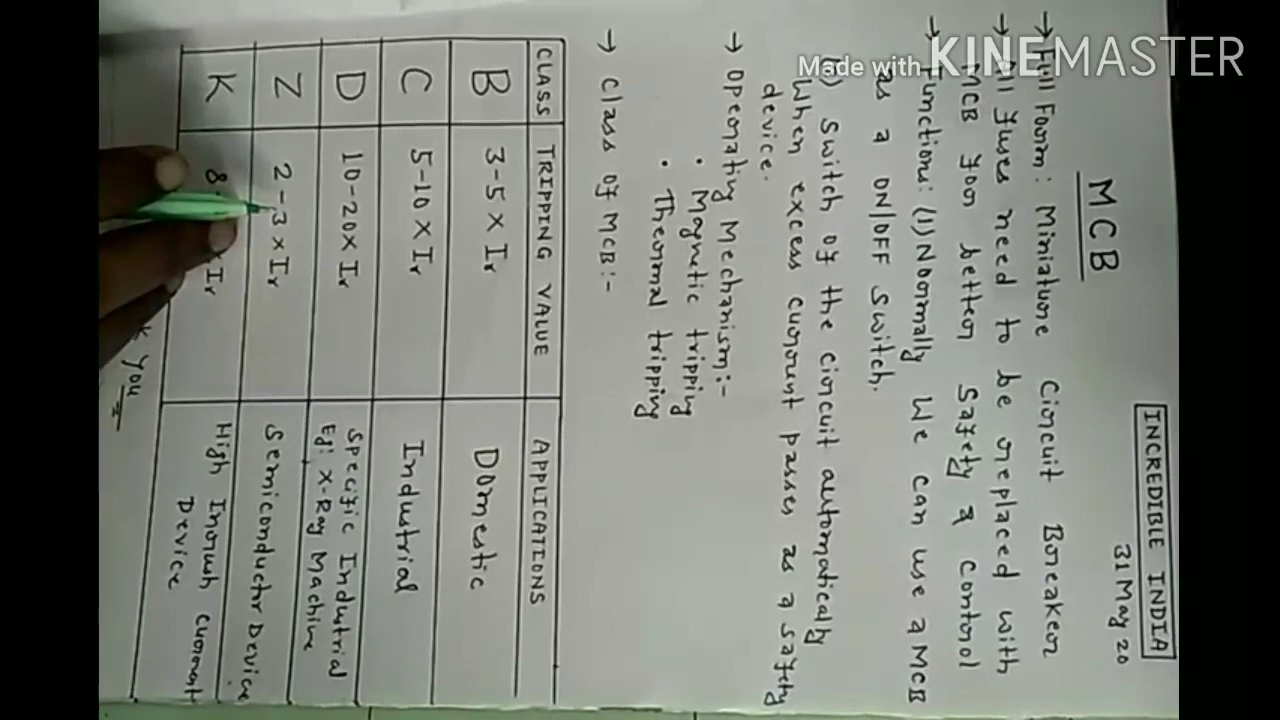 Made with KINEMASTER
INCREDIBLE INDIA
31 May 20
MCB
→ Full Form: Miniature Circuit Breaker
→ All fuses need to be replaced with
MCB for better safety & control
→ Functions: (1) Normally we can use a MCB
as a ON/OFF switch.
) switch of the circuit automatically
When excess current passes as a safety
device.
→ Operating Mechanism:-
• Magnetic tripping
• Thermal tripping
→ Class of MCB:-
CLASS TRIPPING VALUE APPLICATIONS
B 3-5 x Ir Domestic
C 5-10 x Ir Industrial
D 10-20x Ir Specific Industrial
Eg: X-Ray Machine
Z 2-3 x Ir Semiconductr Device
K 8 x Ir High Inrush current
Device
You